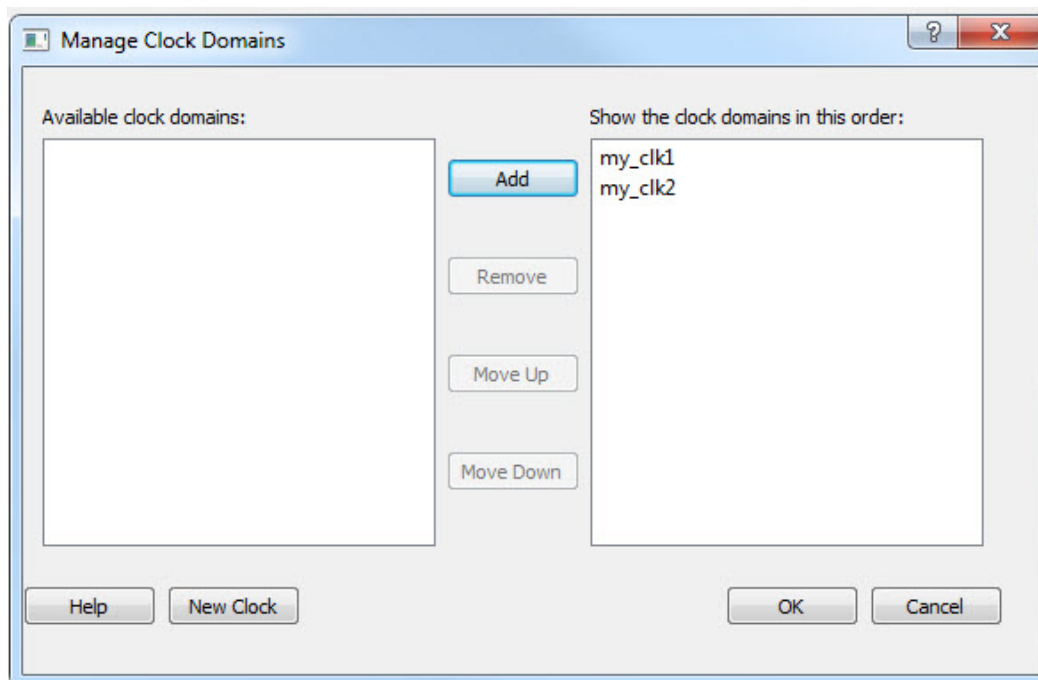 Manage Clock Domains
?
Available clock domains:
Show the clock domains in this order:
my_clk1
my_clk2
Add
Remove
Move Up
Move Down
Help
New Clock
OK
Cancel